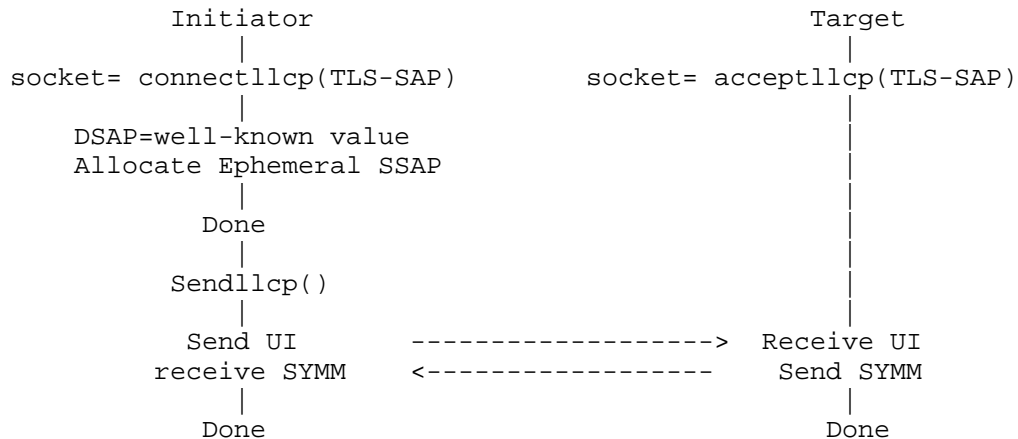 Initiator                                  Target
|                                     |
socket= connectllcp(TLS-SAP)        socket= acceptllcp(TLS-SAP)
|                                     |
DSAP=well-known value                           |
Allocate Ephemeral SSAP                         |
|                                     |
Done                                    |
|                                     |
Sendllcp()                                 |
|                                     |
Send UI       ------------------->  Receive UI
receive SYMM    <------------------    Send SYMM
|                                     |
Done                                  Done